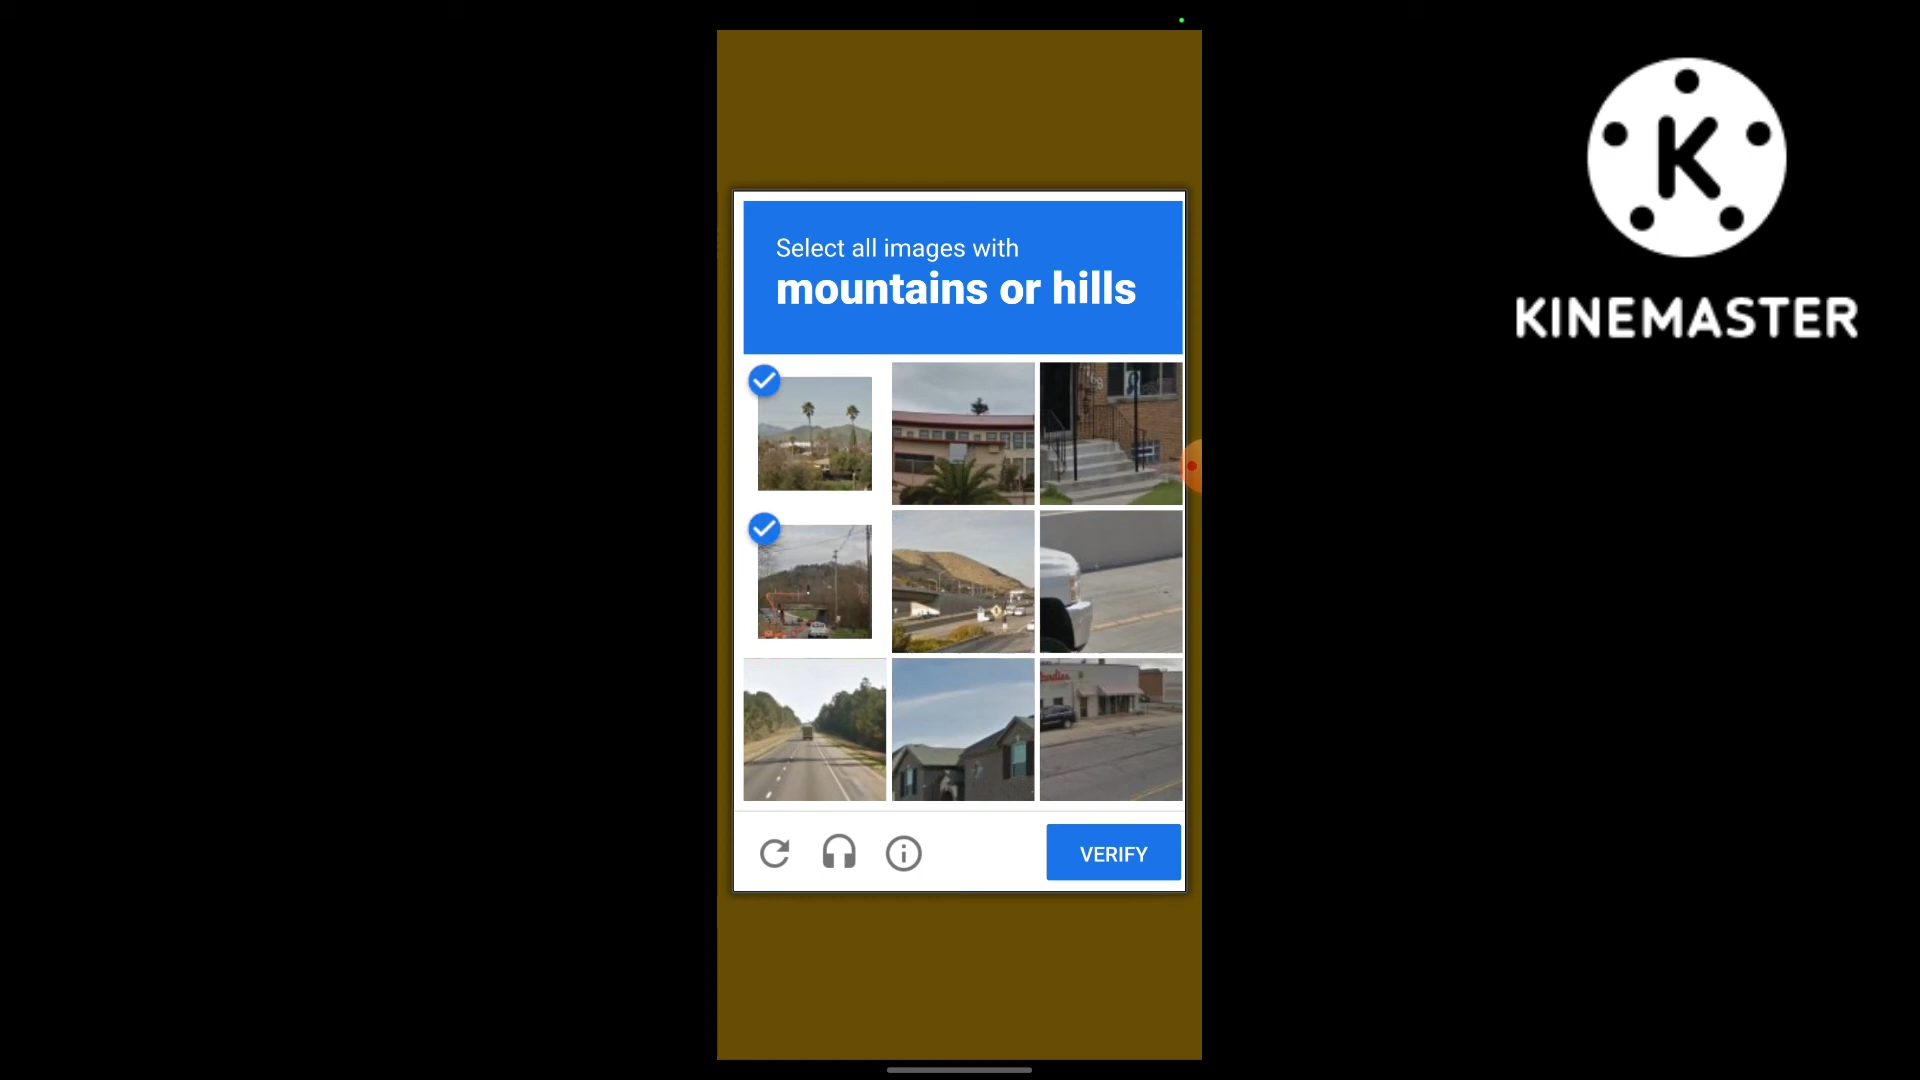 K
KINEMASTER
Select all images with
mountains or hills
VERIFY